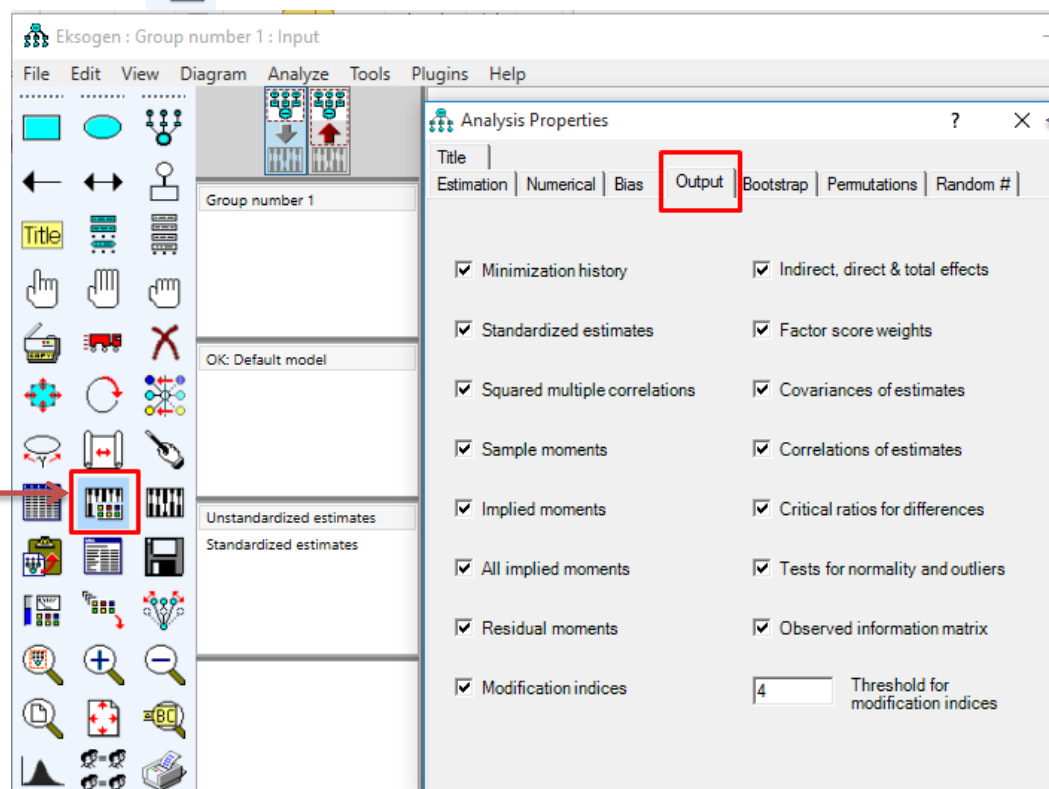 Eksogen : Group number 1 : Input
File Edit View Diagram Analyze Tools Plugins Help
Analysis Properties ? X
Title
Estimation Numerical Bias Output Bootstrap Permutations Random #
Group number 1
Title
Minimization history Indirect, direct & total effects
Standardized estimates Factor score weights
OK: Default model
Squared multiple correlations Covariances of estimates
Sample moments Correlations of estimates
Implied moments Critical ratios for differences
Unstandardized estimates
Standardized estimates
All implied moments Tests for normality and outliers
Residual moments Observed information matrix
Modification indices 4 Threshold for
modification indices